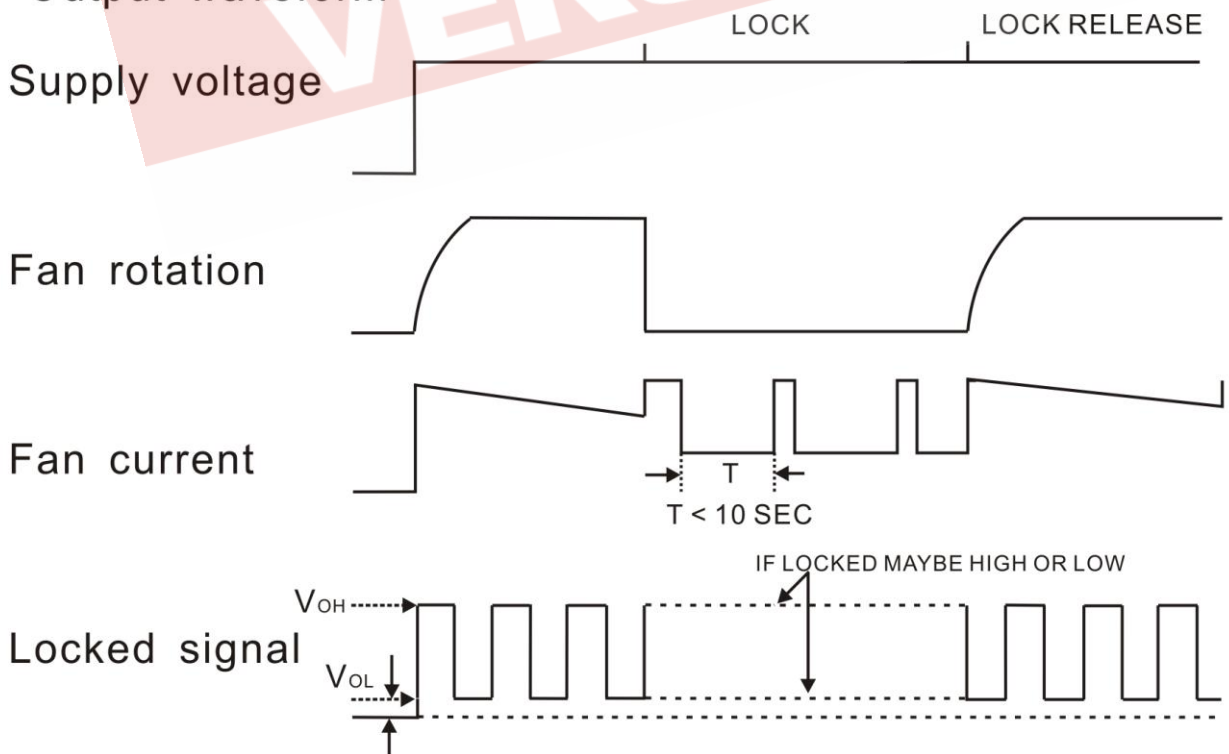 LOCK
LOCK RELEASE
Supply voltage
Fan rotation
Fan current
T
T < 10 SEC
IF LOCKED MAYBE HIGH OR LOW
VOH
Locked signal
VOL